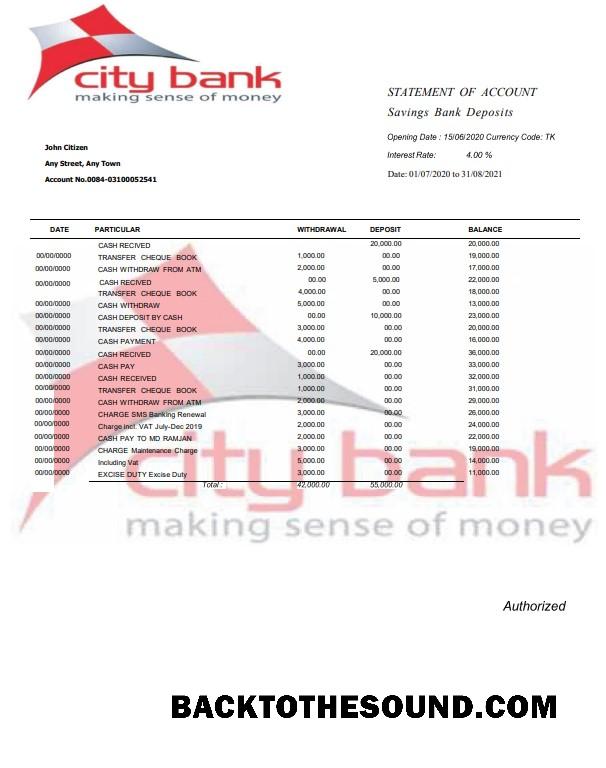 city bank
making sense of money
STATEMENT OF ACCOUNT
Savings Bank Deposits
Opening Date : 15/06/2020 Currency Code: TK
Interest Rate: 4.00 %
Date: 01/07/2020 to 31/08/2021
John Citizen
Any Street, Any Town
Account No.0084-03100052541
DATE PARTICULAR WITHDRAWAL DEPOSIT BALANCE
CASH RECIVED 20,000.00 20,000.00
00/00/0000 TRANSFER CHEQUE BOOK 1,000.00 00.00 19,000.00
00/00/0000 CASH WITHDRAW FROM ATM 2,000.00 00.00 17,000.00
00/00/0000 CASH RECIVED 00.00 5,000.00 22,000.00
TRANSFER CHEQUE BOOK 4,000.00 00.00 18,000.00
00/00/0000 CASH WITHDRAW 5,000.00 00.00 13,000.00
00/00/0000 CASH DEPOSIT BY CASH 00.00 10,000.00 23,000.00
00/00/0000 TRANSFER CHEQUE BOOK 3,000.00 00.00 20,000.00
00/00/0000 CASH PAYMENT 4,000.00 00.00 16,000.00
00/00/0000 CASH RECIVED 00.00 20,000.00 36,000.00
00/00/0000 CASH PAY 3,000.00 00.00 33,000.00
00/00/0000 CASH RECEIVED 1,000.00 00.00 32,000.00
00/00/0000 TRANSFER CHEQUE BOOK 1,000.00 00.00 31,000.00
00/00/0000 CASH WITHDRAW FROM ATM 2,000.00 00.00 29,000.00
00/00/0000 CHARGE SMS Banking Renewal 3,000.00 00.00 26,000.00
00/00/0000 Charge incl. VAT July-Dec 2019 2,000.00 00.00 24,000.00
00/00/0000 CASH PAY TO MD RAMJAN 2,000.00 00.00 22,000.00
00/00/0000 CHARGE Maintenance Charge 3,000.00 00.00 19,000.00
00/00/0000 Including Vat 5,000.00 00.00 14,000.00
00/00/0000 EXCISE DUTY Excise Duty 3,000.00 00.00 11,000.00
Total : 42,000.00 55,000.00
city bank
making sense of money
Authorized
BACKTOTHESOUND.COM